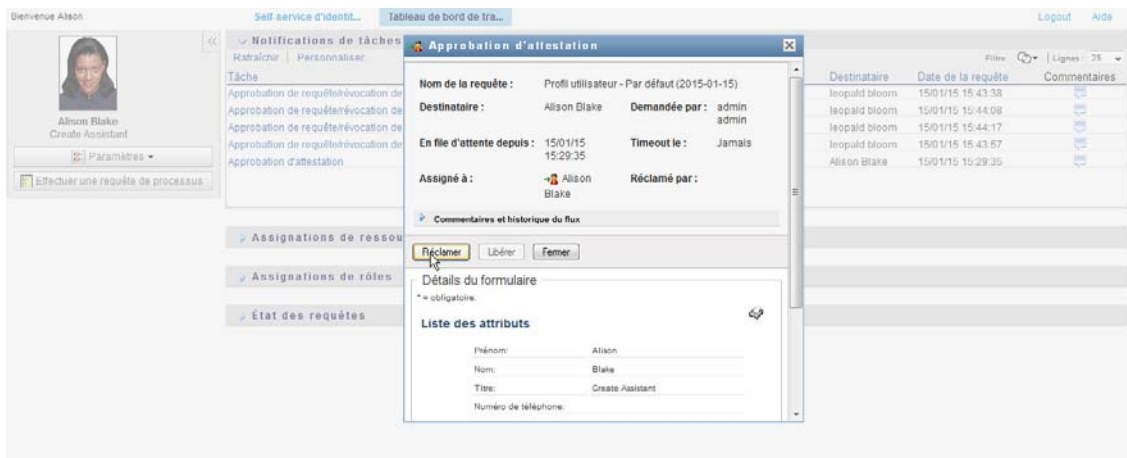 Bienvenue Alison
Self-service d'identit...
Tableau de bord de tra...
Logout
Aide
Alison Blake
Create Assistant
Paramètres
Effectuer une requête de processus
Notifications de tâches
Rafraîchir | Personnaliser
Filtre
Lignes: 25
Tâche
Destinataire
Date de la requête
Commentaires
Approbation de requête/révocation de
leopald bloom
15/01/15 15:43:38
Approbation de requête/révocation de
leopald bloom
15/01/15 15:44:08
Approbation de requête/révocation de
leopald bloom
15/01/15 15:44:17
Approbation de requête/révocation de
leopald bloom
15/01/15 15:43:57
Approbation d'attestation
Alison Blake
15/01/15 15:29:35
Assignations de ressou
Assignations de rôles
État des requêtes
Approbation d'attestation
Nom de la requête : Profil utilisateur - Par défaut (2015-01-15)
Destinataire : Alison Blake Demandée par : admin
admin
En file d'attente depuis : 15/01/15 Timeout le : Jamais
15:29:35
Assigné à : Alison Réclamé par :
Blake
Commentaires et historique du flux
Réclamer Libérer Fermer
Détails du formulaire
* = obligatoire.
Liste des attributs
Prénom: Alison
Nom: Blake
Titre: Create Assistant
Numéro de téléphone: